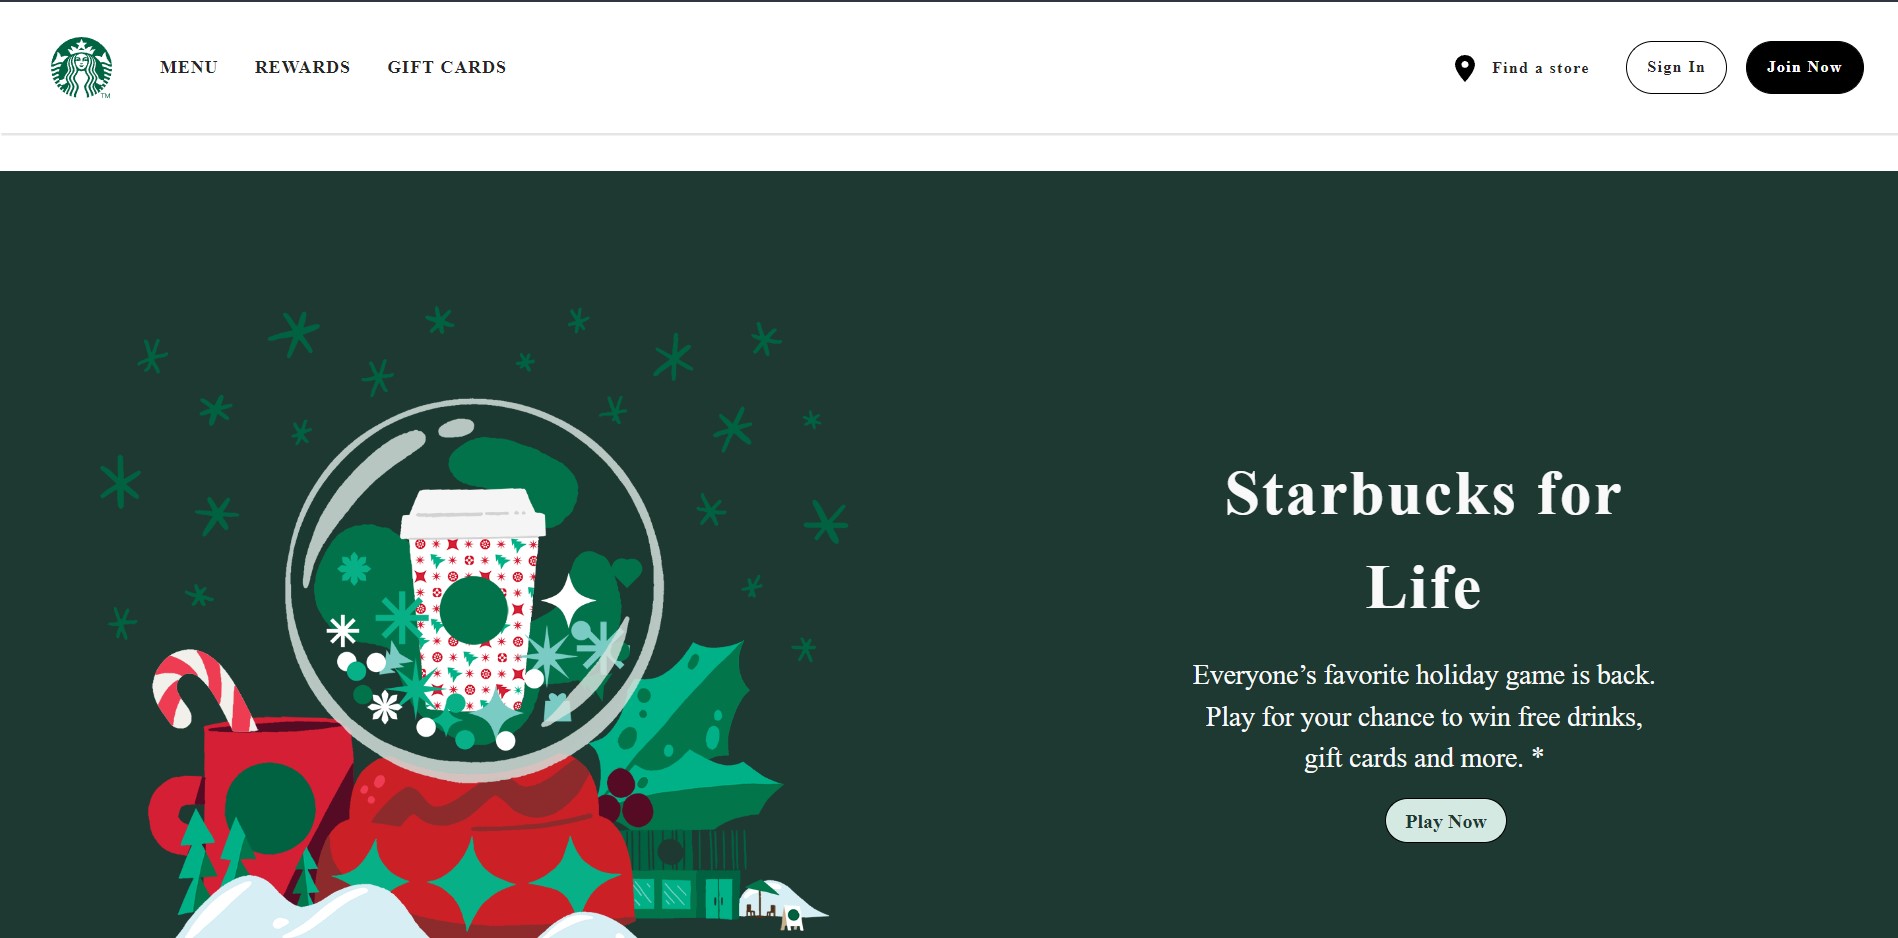 MENU REWARDS GIFT CARDS Find a store Sign In Join Now
TM
Starbucks for
Life
Everyone’s favorite holiday game is back.
Play for your chance to win free drinks,
gift cards and more. *
Play Now